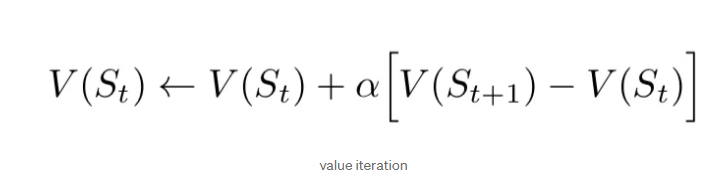 V(S_t) ← V(S_t) + α[V(S_{t+1}) − V(S_t)]
value iteration